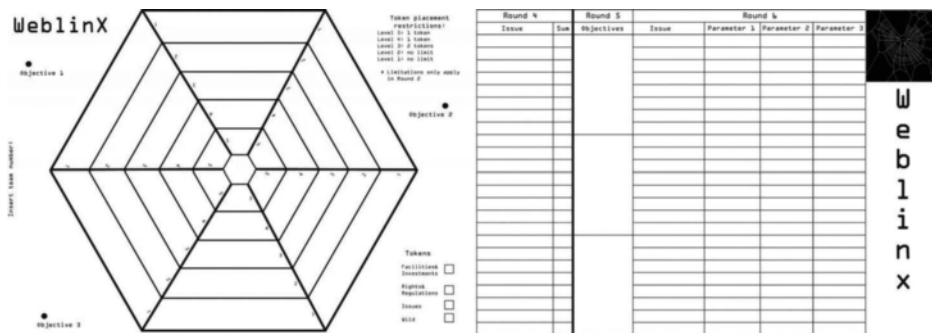 WeblinX
Token placement
restrictions:
Level 5: 1 token
Level 4: 1 token
Level 3: 2 tokens
Level 2: no limit
Level 1: no limit
* Limitations only apply
in Round 2
Objective 1
Objective 2
Insert team number:
Tokens
Facilities&
Investments
Rights&
Regulations
Issues
Wild
Objective 3
Round 4
Round 5
Round 6
Issue
Sum
Objectives
Issue
Parameter 1
Parameter 2
Parameter 3
Weblinx